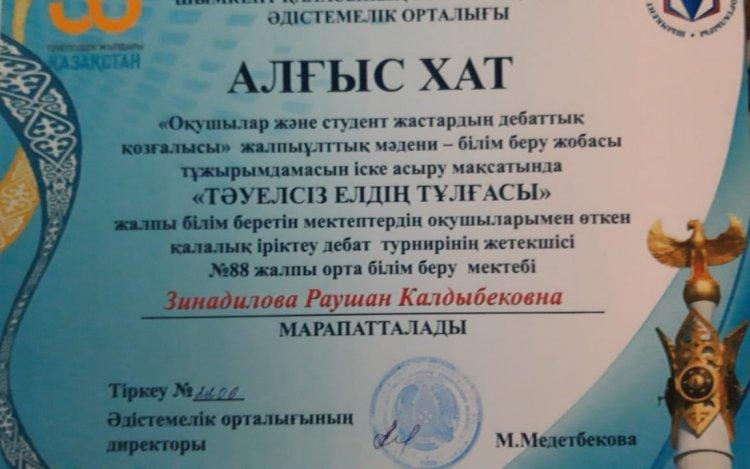 ӘДІСТЕМЕЛІК ОРТАЛЫҒЫ
ТӘУЕЛСІЗДІК ЖЫЛДАРЫ
ҚАЗАҚСТАН
АЛҒЫС ХАТ
«Оқушылар және студент жастардың дебаттық
қозғалысы» жалпыұлттық мәдени – білім беру жобасы
тұжырымдамасын іске асыру мақсатында
«ТӘУЕЛСІЗ ЕЛДІҢ ТҰЛҒАСЫ»
жалпы білім беретін мектептердің оқушыларымен өткен
қалалық іріктеу дебат турнирінің жетекшісі
№88 жалпы орта білім беру мектебі
Зинадилова Раушан Калдыбековна
МАРАПАТТАЛАДЫ
Тіркеу №
Әдістемелік орталығының
директоры
М.Медетбекова